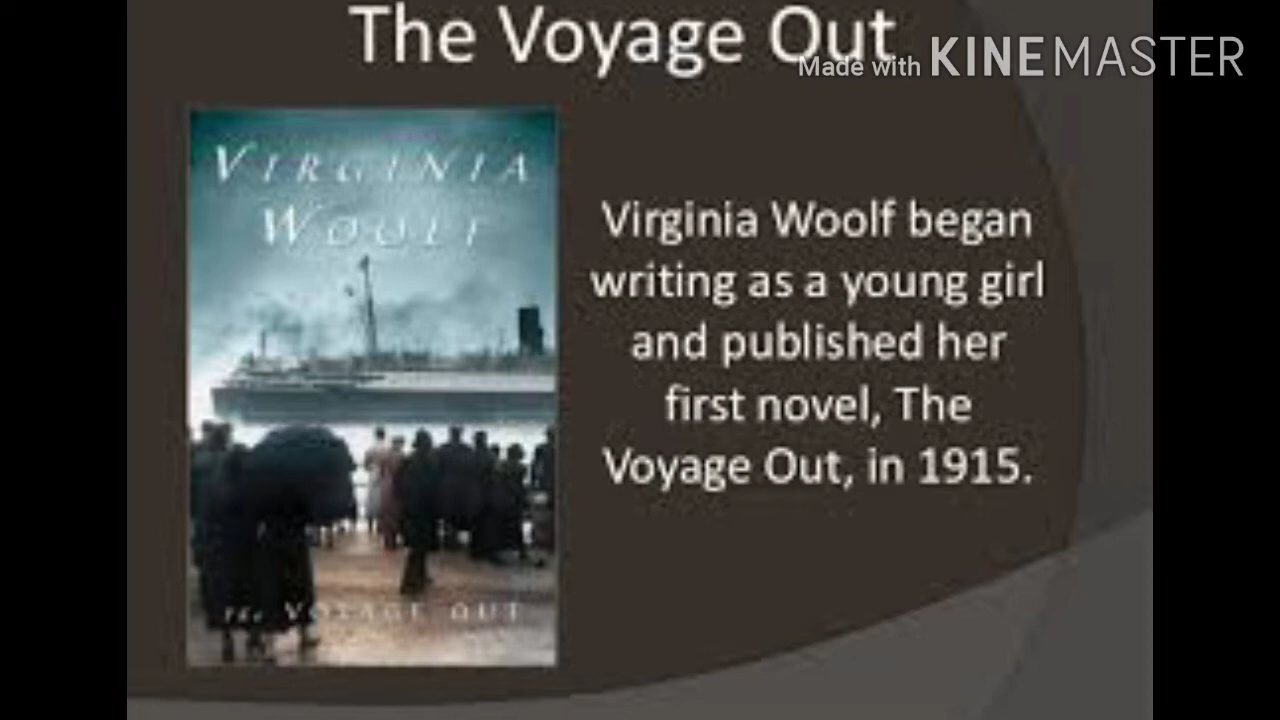 The Voyage Out
Made with KINEMASTER
VIRGINIA
WOOLF
Virginia Woolf began
writing as a young girl
and published her
first novel, The
Voyage Out, in 1915.
The VOYAGE OUT